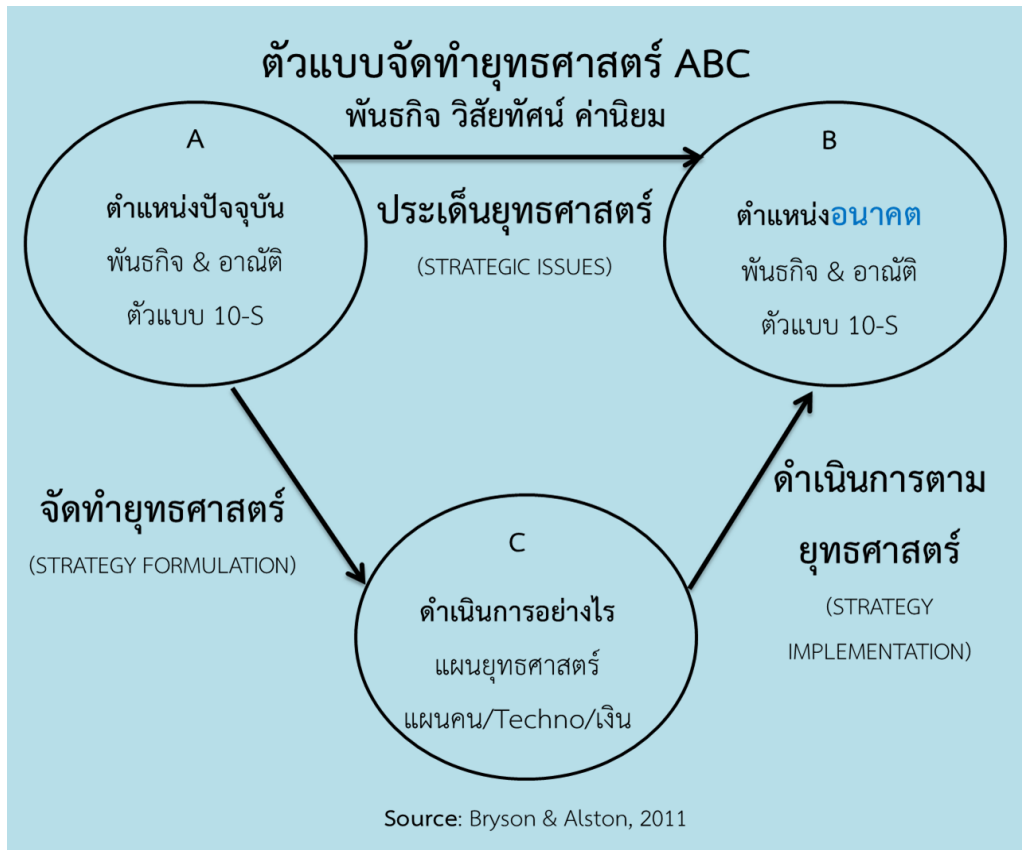 ตัวแบบจัดทำยุทธศาสตร์ ABC
พันธกิจ วิสัยทัศน์ ค่านิยม
A
ตำแหน่งปัจจุบัน
พันธกิจ & อาณัติ
ตัวแบบ 10-S
ประเด็นยุทธศาสตร์
(STRATEGIC ISSUES)
B
ตำแหน่งอนาคต
พันธกิจ & อาณัติ
ตัวแบบ 10-S
จัดทำยุทธศาสตร์
(STRATEGY FORMULATION)
C
ดำเนินการอย่างไร
แผนยุทธศาสตร์
แผนคน/Techno/เงิน
ดำเนินการตาม
ยุทธศาสตร์
(STRATEGY
IMPLEMENTATION)
Source: Bryson & Alston, 2011